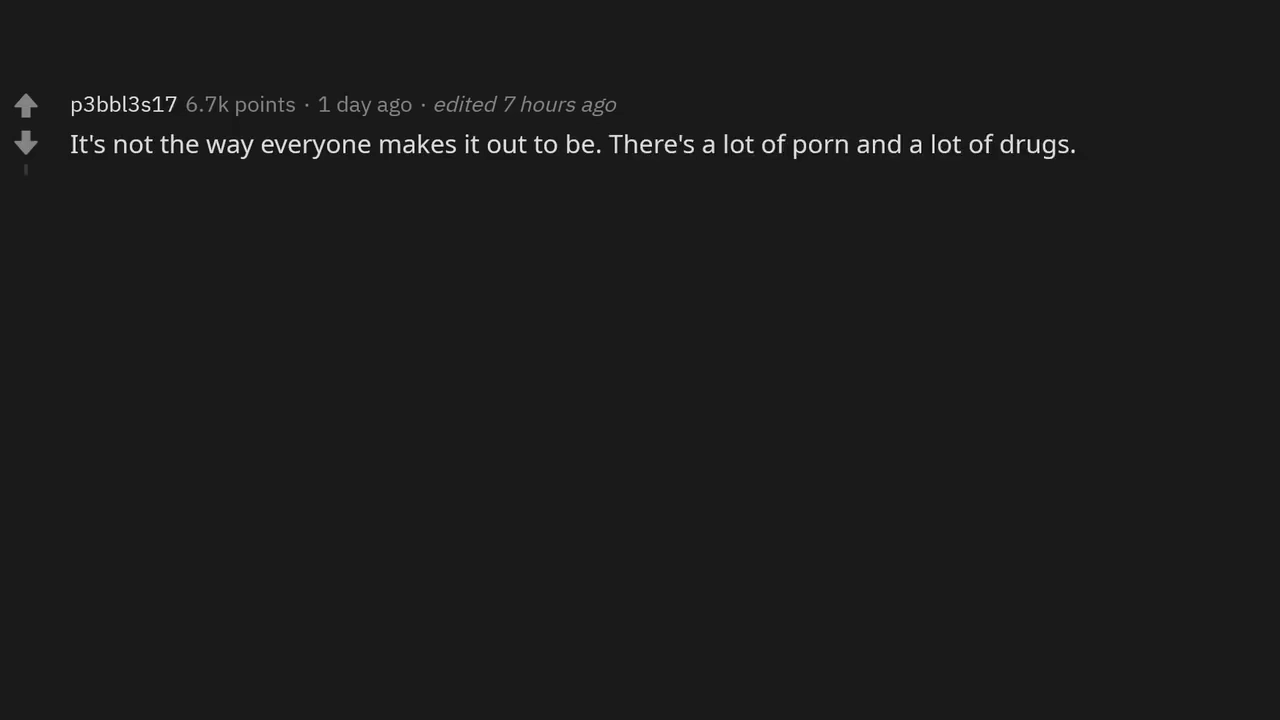 p3bbl3s17 6.7k points · 1 day ago · edited 7 hours ago
It's not the way everyone makes it out to be. There's a lot of porn and a lot of drugs.